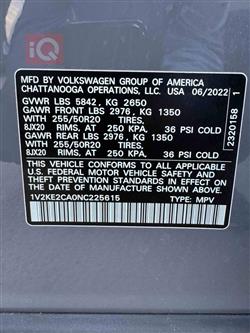 IQ
MFD BY VOLKSWAGEN GROUP OF AMERICA
CHATTANOOGA OPERATIONS, LLC. USA 06/2022
GVWR LBS 5842, KG 2650
GAWR FRONT LBS 2976, KG 1350
WITH 255/50R20 TIRES,
8JX20 RIMS, AT 250 KPA, 36 PSI COLD
GAWR REAR LBS 2976, KG 1350
WITH 255/50R20 TIRES,
8JX20 RIMS, AT 250 KPA, 36 PSI COLD
THIS VEHICLE CONFORMS TO ALL APPLICABLE
U.S. FEDERAL MOTOR VEHICLE SAFETY
STANDARDS IN EFFECT ON THE DATE OF
MANUFACTURE SHOWN ABOVE.
1V2KE2CA0NC225615 TYPE: MPV
2320158 1